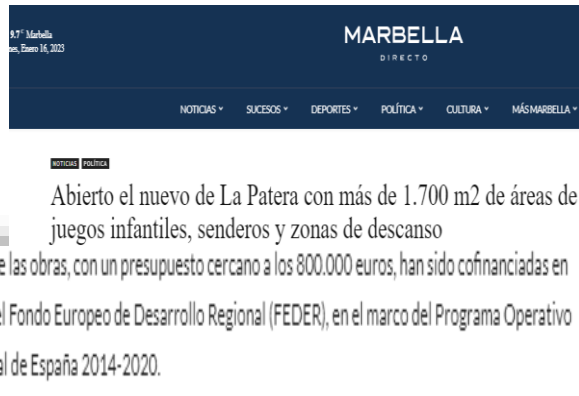 9.7° Marbella
nes, Enero 16, 2023
MARBELLA
DIRECTO
NOTICIAS SUCESOS DEPORTES POLÍTICA CULTURA MÁS MARBELLA
NOTICIAS POLÍTICA
Abierto el nuevo de La Patera con más de 1.700 m2 de áreas de
juegos infantiles, senderos y zonas de descanso
e las obras, con un presupuesto cercano a los 800.000 euros, han sido cofinanciadas en
el Fondo Europeo de Desarrollo Regional (FEDER), en el marco del Programa Operativo
al de España 2014-2020.